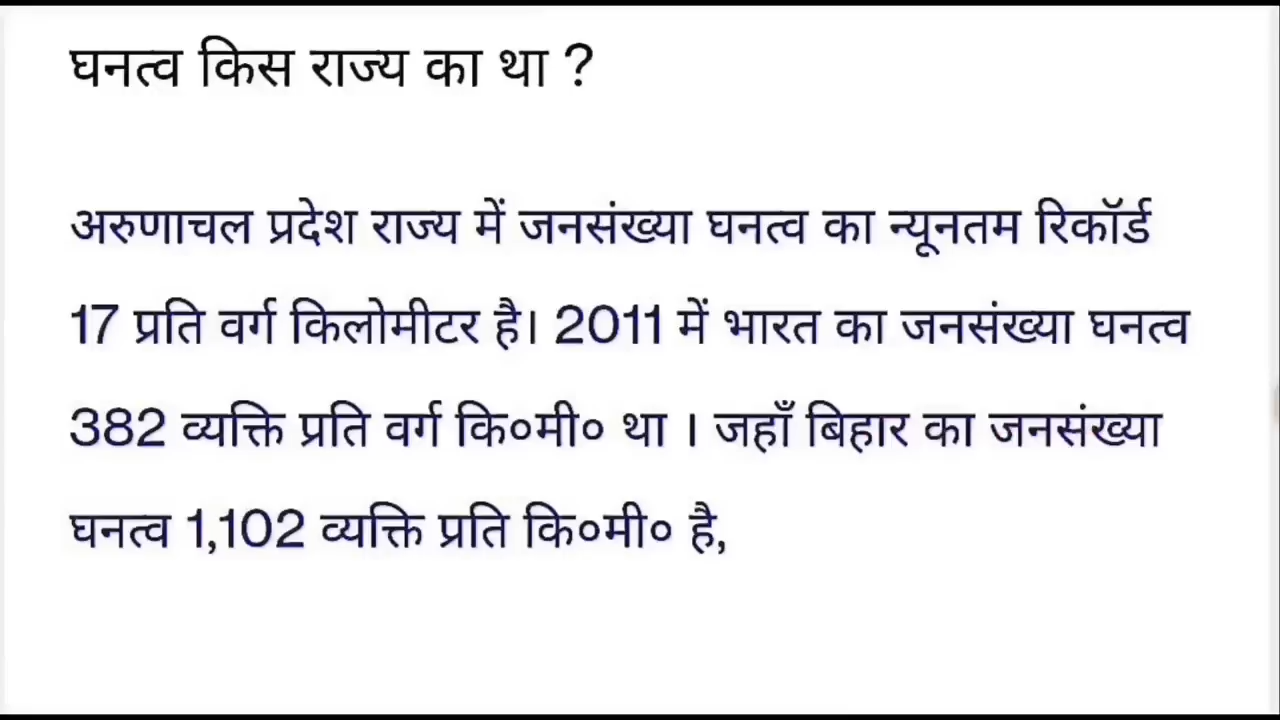 घनत्व किस राज्य का था ?
अरुणाचल प्रदेश राज्य में जनसंख्या घनत्व का न्यूनतम रिकॉर्ड
17 प्रति वर्ग किलोमीटर है। 2011 में भारत का जनसंख्या घनत्व
382 व्यक्ति प्रति वर्ग कि०मी० था । जहाँ बिहार का जनसंख्या
घनत्व 1,102 व्यक्ति प्रति कि०मी० है,